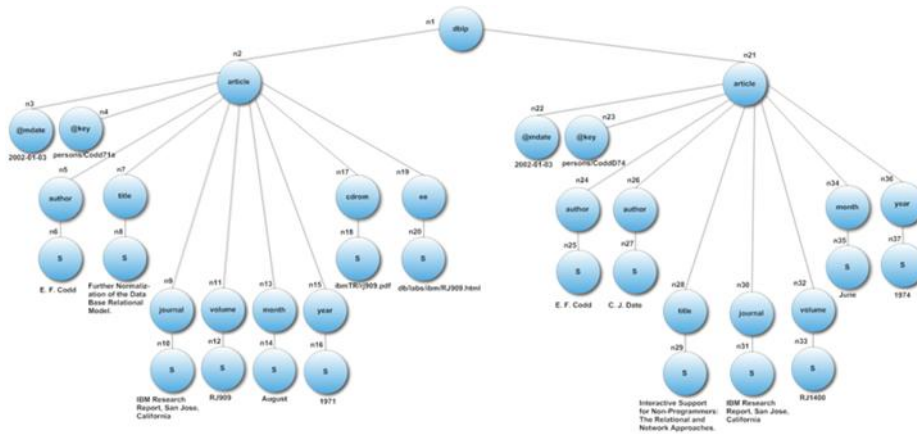 n1
dblp
n2
article
n21
article
n3
@mdate
2002-01-03
n4
@key
persons/Codd71a
n5
author
n6
S
E. F. Codd
n7
title
n8
S
Further Normaliz-
ation of the Data
Base Relational
Model.
n9
journal
n10
S
IBM Research
Report, San Jose,
California
n11
volume
n12
S
RJ909
n13
month
n14
S
August
n15
year
n16
S
1971
n17
cdrom
n18
S
ibmTR/rj909.pdf
n19
ee
n20
S
db/labs/ibm/RJ909.html
n22
@mdate
2002-01-03
n23
@key
persons/CoddD74
n24
author
n25
S
E. F. Codd
n26
author
n27
S
C. J. Date
n28
title
n29
S
Interactive Support
for Non-Programmers:
The Relational and
Network Approaches.
n30
journal
n31
S
IBM Research
Report, San Jose,
California
n32
volume
n33
S
RJ1400
n34
month
n35
S
June
n36
year
n37
S
1974